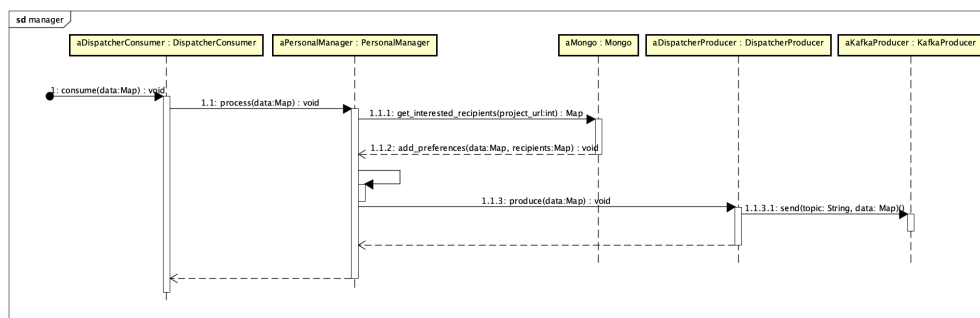 sd manager
aDispatcherConsumer : DispatcherConsumer
aPersonalManager : PersonalManager
aMongo : Mongo
aDispatcherProducer : DispatcherProducer
aKafkaProducer : KafkaProducer
1: consume(data:Map) : void
1.1: process(data:Map) : void
1.1.1: get_interested_recipients(project_url:int) : Map
1.1.2: add_preferences(data:Map, recipients:Map) : void
1.1.3: produce(data:Map) : void
1.1.3.1: send(topic: String, data: Map)()